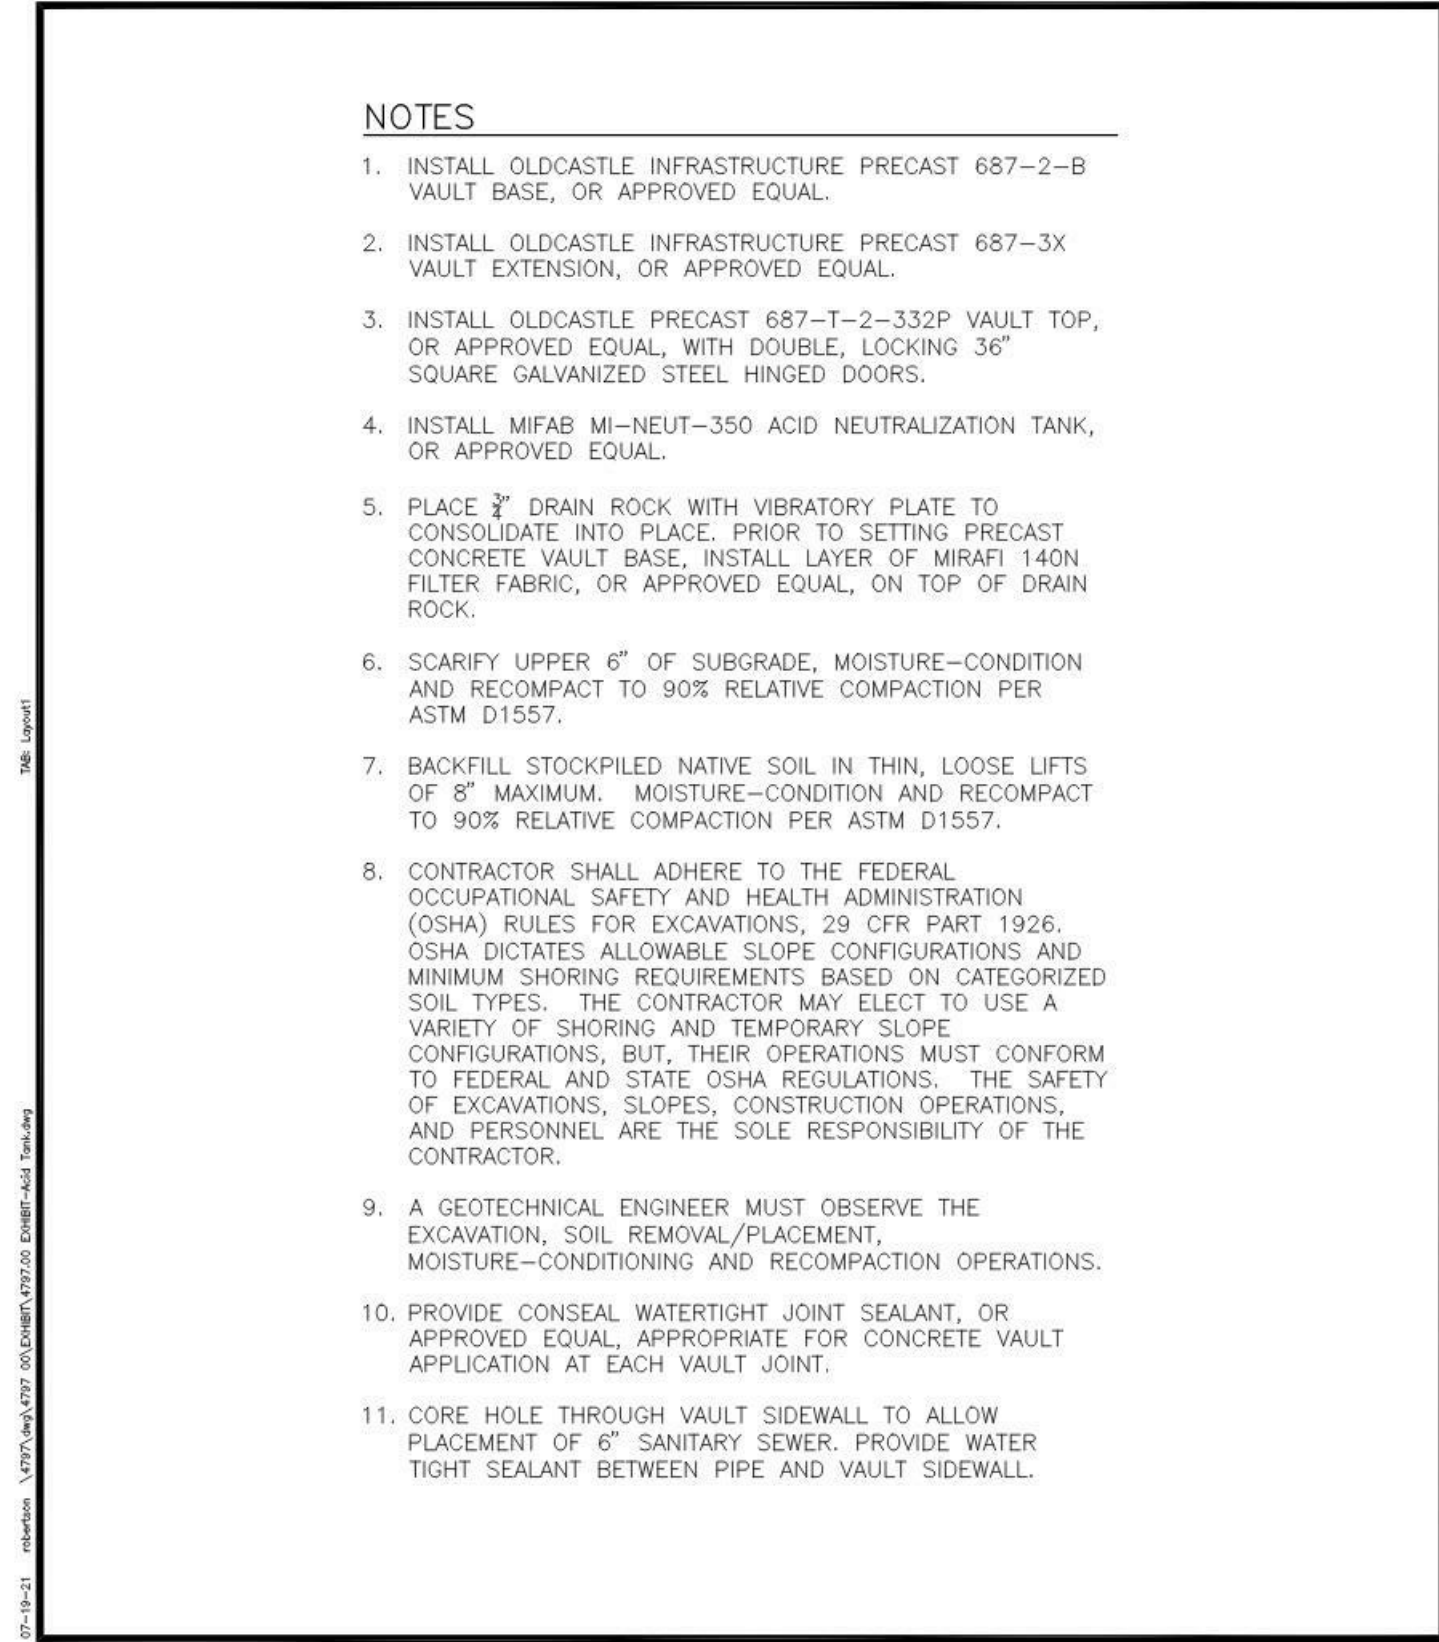 NOTES
1. INSTALL OLDCASTLE INFRASTRUCTURE PRECAST 687-2-B
VAULT BASE, OR APPROVED EQUAL.
2. INSTALL OLDCASTLE INFRASTRUCTURE PRECAST 687-3X
VAULT EXTENSION, OR APPROVED EQUAL.
3. INSTALL OLDCASTLE PRECAST 687-T-2-332P VAULT TOP,
OR APPROVED EQUAL, WITH DOUBLE, LOCKING 36"
SQUARE GALVANIZED STEEL HINGED DOORS.
4. INSTALL MIFAB MI-NEUT-350 ACID NEUTRALIZATION TANK,
OR APPROVED EQUAL.
5. PLACE ¾" DRAIN ROCK WITH VIBRATORY PLATE TO
CONSOLIDATE INTO PLACE. PRIOR TO SETTING PRECAST
CONCRETE VAULT BASE, INSTALL LAYER OF MIRAFI 140N
FILTER FABRIC, OR APPROVED EQUAL, ON TOP OF DRAIN
ROCK.
6. SCARIFY UPPER 6" OF SUBGRADE, MOISTURE-CONDITION
AND RECOMPACT TO 90% RELATIVE COMPACTION PER
ASTM D1557.
7. BACKFILL STOCKPILED NATIVE SOIL IN THIN, LOOSE LIFTS
OF 8" MAXIMUM. MOISTURE-CONDITION AND RECOMPACT
TO 90% RELATIVE COMPACTION PER ASTM D1557.
8. CONTRACTOR SHALL ADHERE TO THE FEDERAL
OCCUPATIONAL SAFETY AND HEALTH ADMINISTRATION
(OSHA) RULES FOR EXCAVATIONS, 29 CFR PART 1926.
OSHA DICTATES ALLOWABLE SLOPE CONFIGURATIONS AND
MINIMUM SHORING REQUIREMENTS BASED ON CATEGORIZED
SOIL TYPES. THE CONTRACTOR MAY ELECT TO USE A
VARIETY OF SHORING AND TEMPORARY SLOPE
CONFIGURATIONS, BUT, THEIR OPERATIONS MUST CONFORM
TO FEDERAL AND STATE OSHA REGULATIONS. THE SAFETY
OF EXCAVATIONS, SLOPES, CONSTRUCTION OPERATIONS,
AND PERSONNEL ARE THE SOLE RESPONSIBILITY OF THE
CONTRACTOR.
9. A GEOTECHNICAL ENGINEER MUST OBSERVE THE
EXCAVATION, SOIL REMOVAL/PLACEMENT,
MOISTURE-CONDITIONING AND RECOMPACTION OPERATIONS.
10. PROVIDE CONSEAL WATERTIGHT JOINT SEALANT, OR
APPROVED EQUAL, APPROPRIATE FOR CONCRETE VAULT
APPLICATION AT EACH VAULT JOINT.
11. CORE HOLE THROUGH VAULT SIDEWALL TO ALLOW
PLACEMENT OF 6" SANITARY SEWER. PROVIDE WATER
TIGHT SEALANT BETWEEN PIPE AND VAULT SIDEWALL.
07-19-21 robertson \4797\dwg\4797 00\EXHIBIT\4797.00 EXHIBIT-Acid Tank.dwg TAB: Layout1